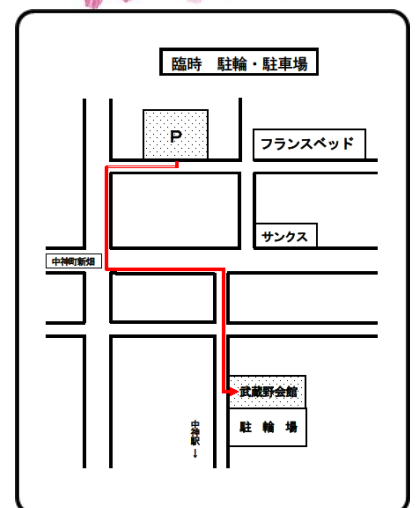 臨時　駐輪・駐車場
P
フランスベッド
サンクス
中神町新畑
武蔵野会館
駐　輪　場
中神駅→